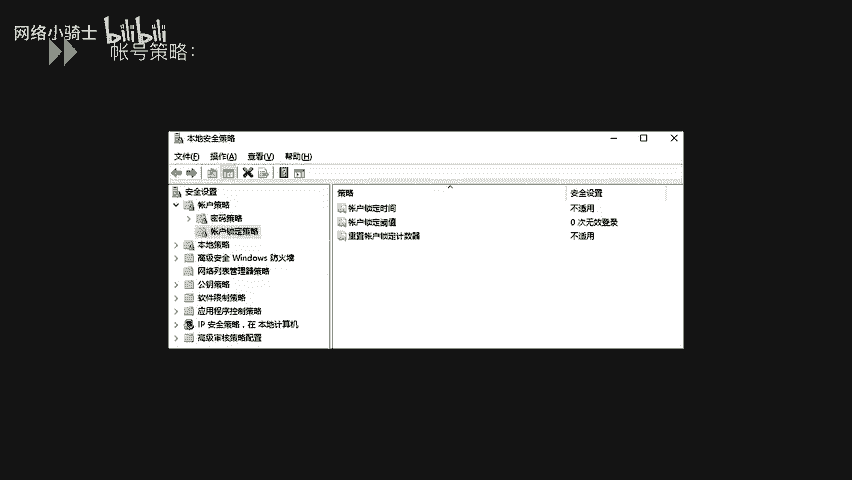 网络小骑士 bilibili
帐号策略：
本地安全策略
文件(F) 操作(A) 查看(V) 帮助(H)
安全设置
帐户策略
密码策略
帐户锁定策略
本地策略
高级安全 Windows 防火墙
网络列表管理器策略
公钥策略
软件限制策略
应用程序控制策略
IP 安全策略，在 本地计算机
高级审核策略配置
策略 安全设置
帐户锁定时间 不适用
帐户锁定阈值 0 次无效登录
重置帐户锁定计数器 不适用